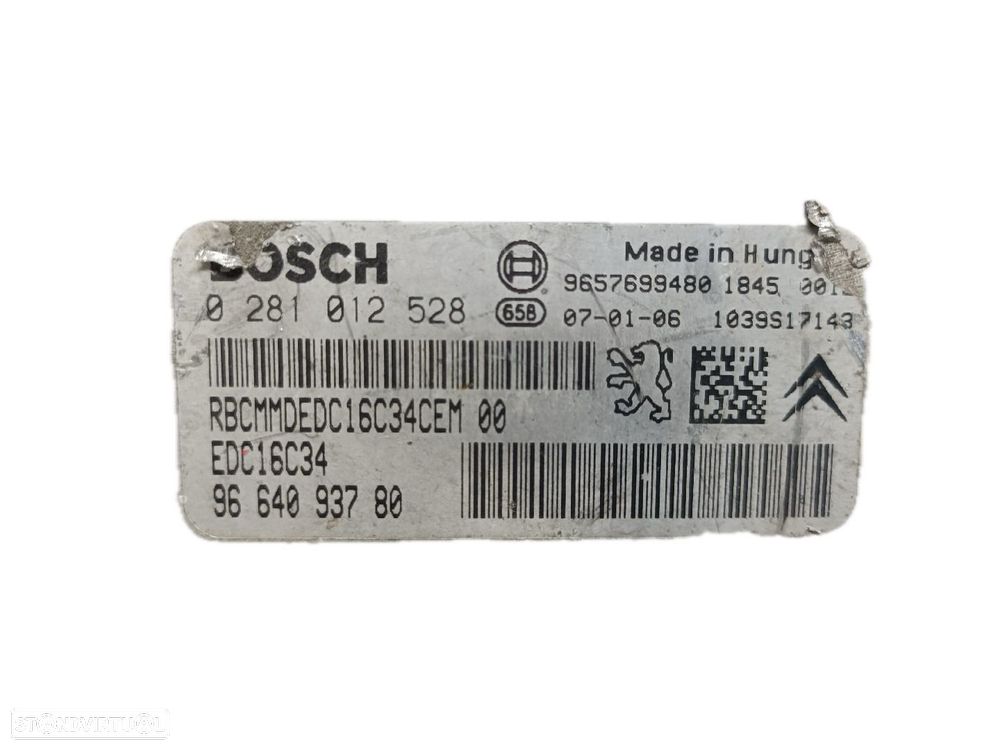 BOSCH
Made in Hung
9657699480 1845 001
0 281 012 528
658
07-01-06 1039S17143
RBCMMDEDC16C34CEM 00
EDC16C34
96 640 937 80
STANDVIRTUAL